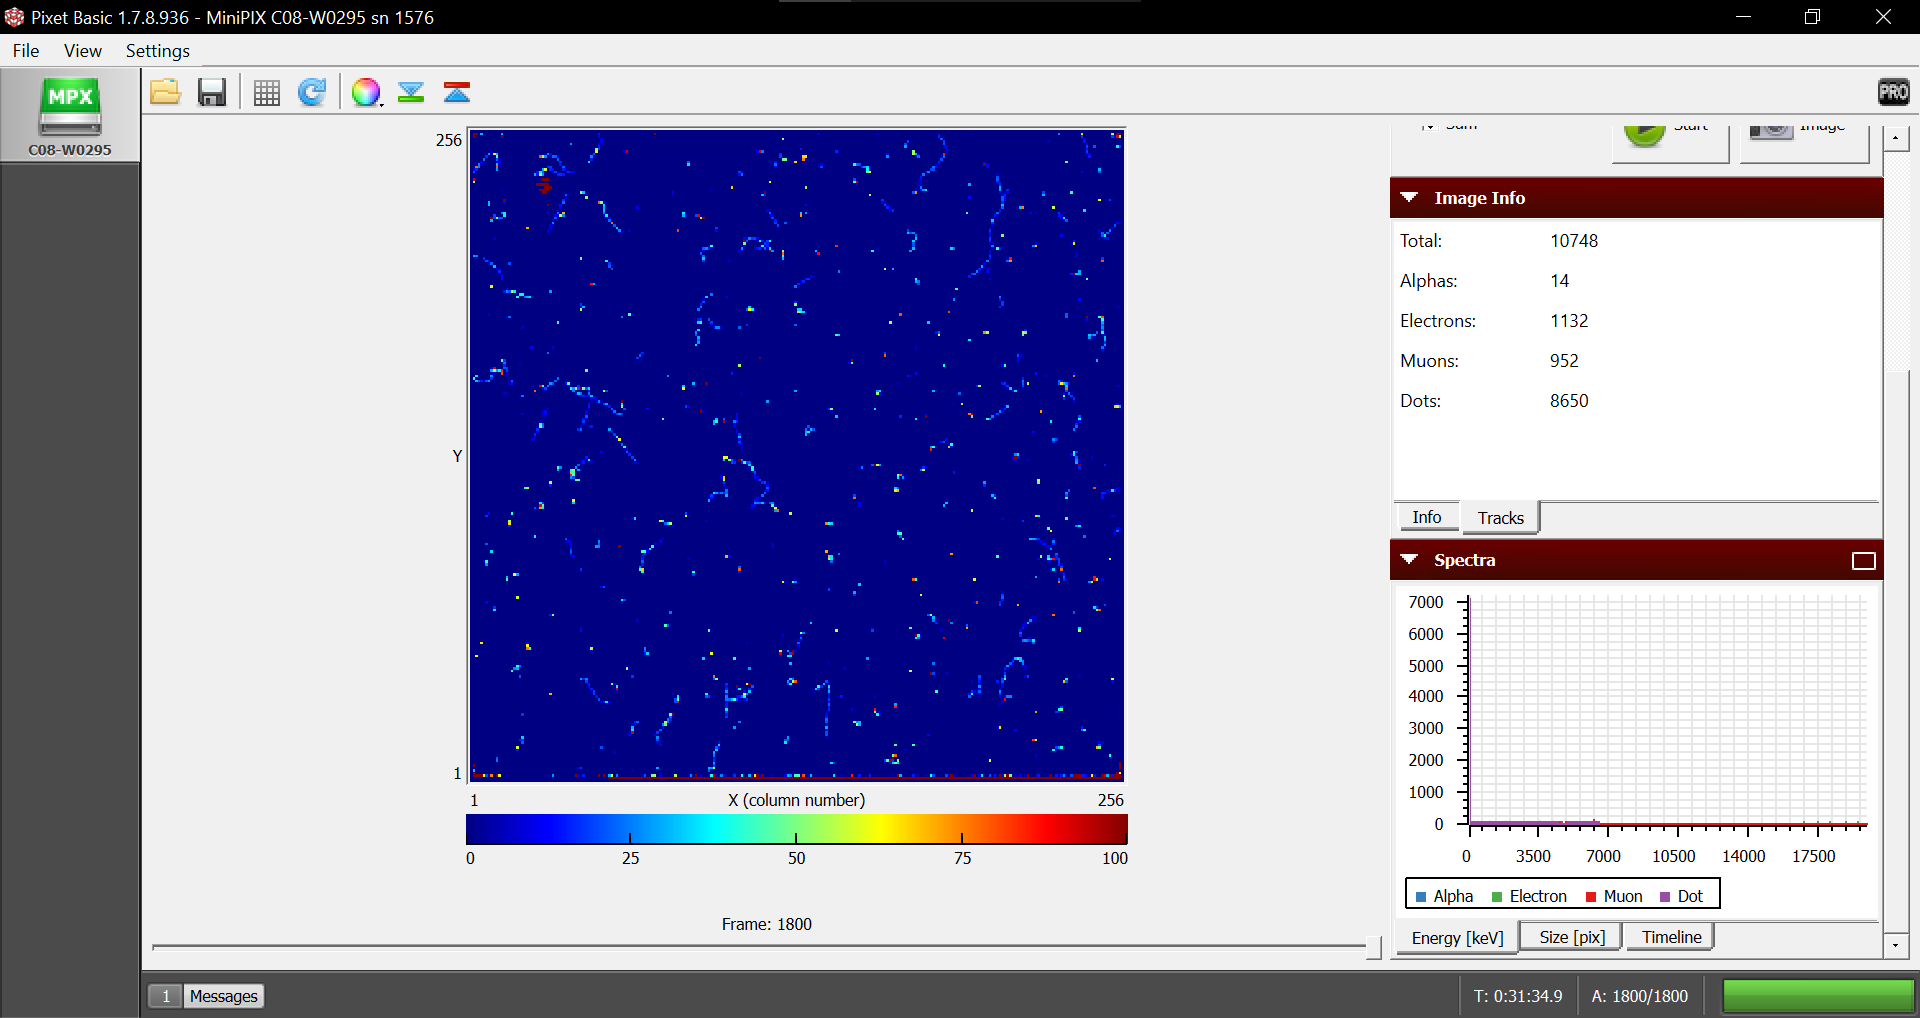 Pixet Basic 1.7.8.936 - MiniPIX C08-W0295 sn 1576
File View Settings
MPX
C08-W0295
PRO
Sum
Start
Image
256
Y
1
1 X (column number) 256
0 25 50 75 100
Frame: 1800
Image Info
Total: 10748
Alphas: 14
Electrons: 1132
Muons: 952
Dots: 8650
Info Tracks
Spectra
7000
6000
5000
4000
3000
2000
1000
0
0 3500 7000 10500 14000 17500
Alpha Electron Muon Dot
Energy [keV] Size [pix] Timeline
1 Messages
T: 0:31:34.9 A: 1800/1800